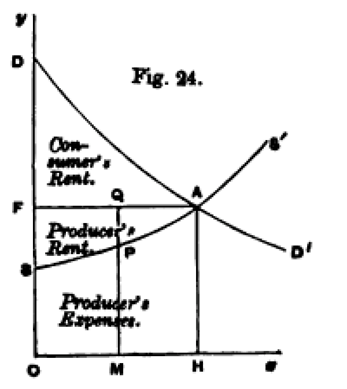 y
D
Fig. 24.
Con-
sumer's
Rent.
S'
F
Q
A
Producer's
Rent.
P
S
D'
Producer's
Expenses.
O
M
H
x